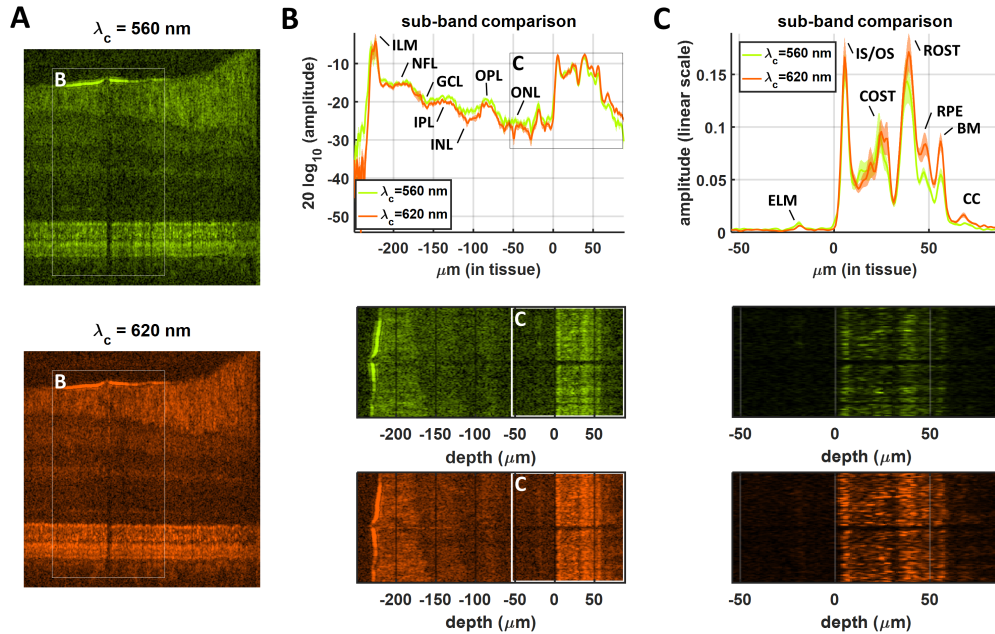 A
λc = 560 nm
B
λc = 620 nm
B
B
sub-band comparison
20 log10 (amplitude)
-10
-20
-30
-40
-50
ILM
NFL
GCL
OPL
C
ONL
IPL
INL
λc=560 nm
λc=620 nm
-200 -150 -100 -50 0 50
μm (in tissue)
C
-200 -150 -100 -50 0 50
depth (μm)
C
-200 -150 -100 -50 0 50
depth (μm)
C
sub-band comparison
amplitude (linear scale)
0.15
0.1
0.05
0
λc=560 nm
λc=620 nm
IS/OS
ROST
COST
RPE
BM
ELM
CC
-50 0 50
μm (in tissue)
-50 0 50
depth (μm)
-50 0 50
depth (μm)